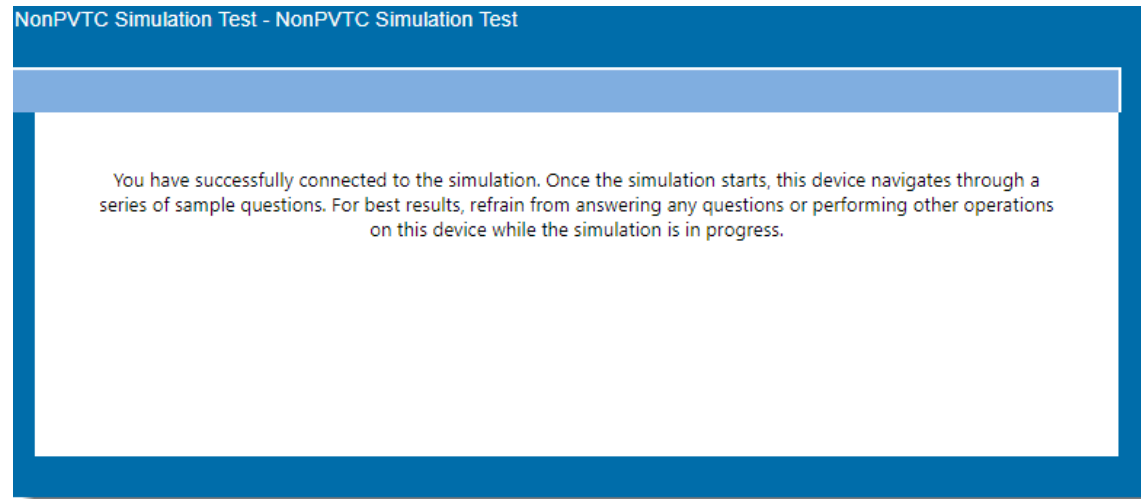 NonPVTC Simulation Test - NonPVTC Simulation Test
You have successfully connected to the simulation. Once the simulation starts, this device navigates through a
series of sample questions. For best results, refrain from answering any questions or performing other operations
on this device while the simulation is in progress.